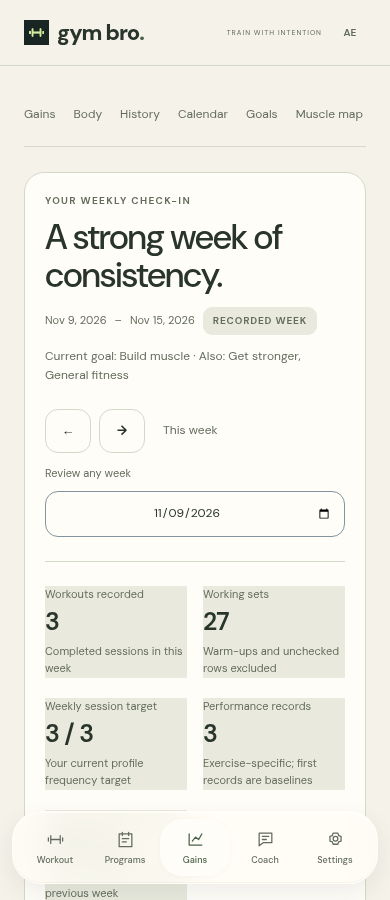 gym bro.
TRAIN WITH INTENTION
AE
Gains Body History Calendar Goals Muscle map
YOUR WEEKLY CHECK-IN
A strong week of
consistency.
Nov 9, 2026 – Nov 15, 2026 RECORDED WEEK
Current goal: Build muscle · Also: Get stronger,
General fitness
← → This week
Review any week
11/09/2026
Workouts recorded
3
Completed sessions in this
week
Working sets
27
Warm-ups and unchecked
rows excluded
Weekly session target
3 / 3
Your current profile
frequency target
Performance records
3
Exercise-specific; first
records are baselines
Workout Programs Gains Coach Settings
previous week